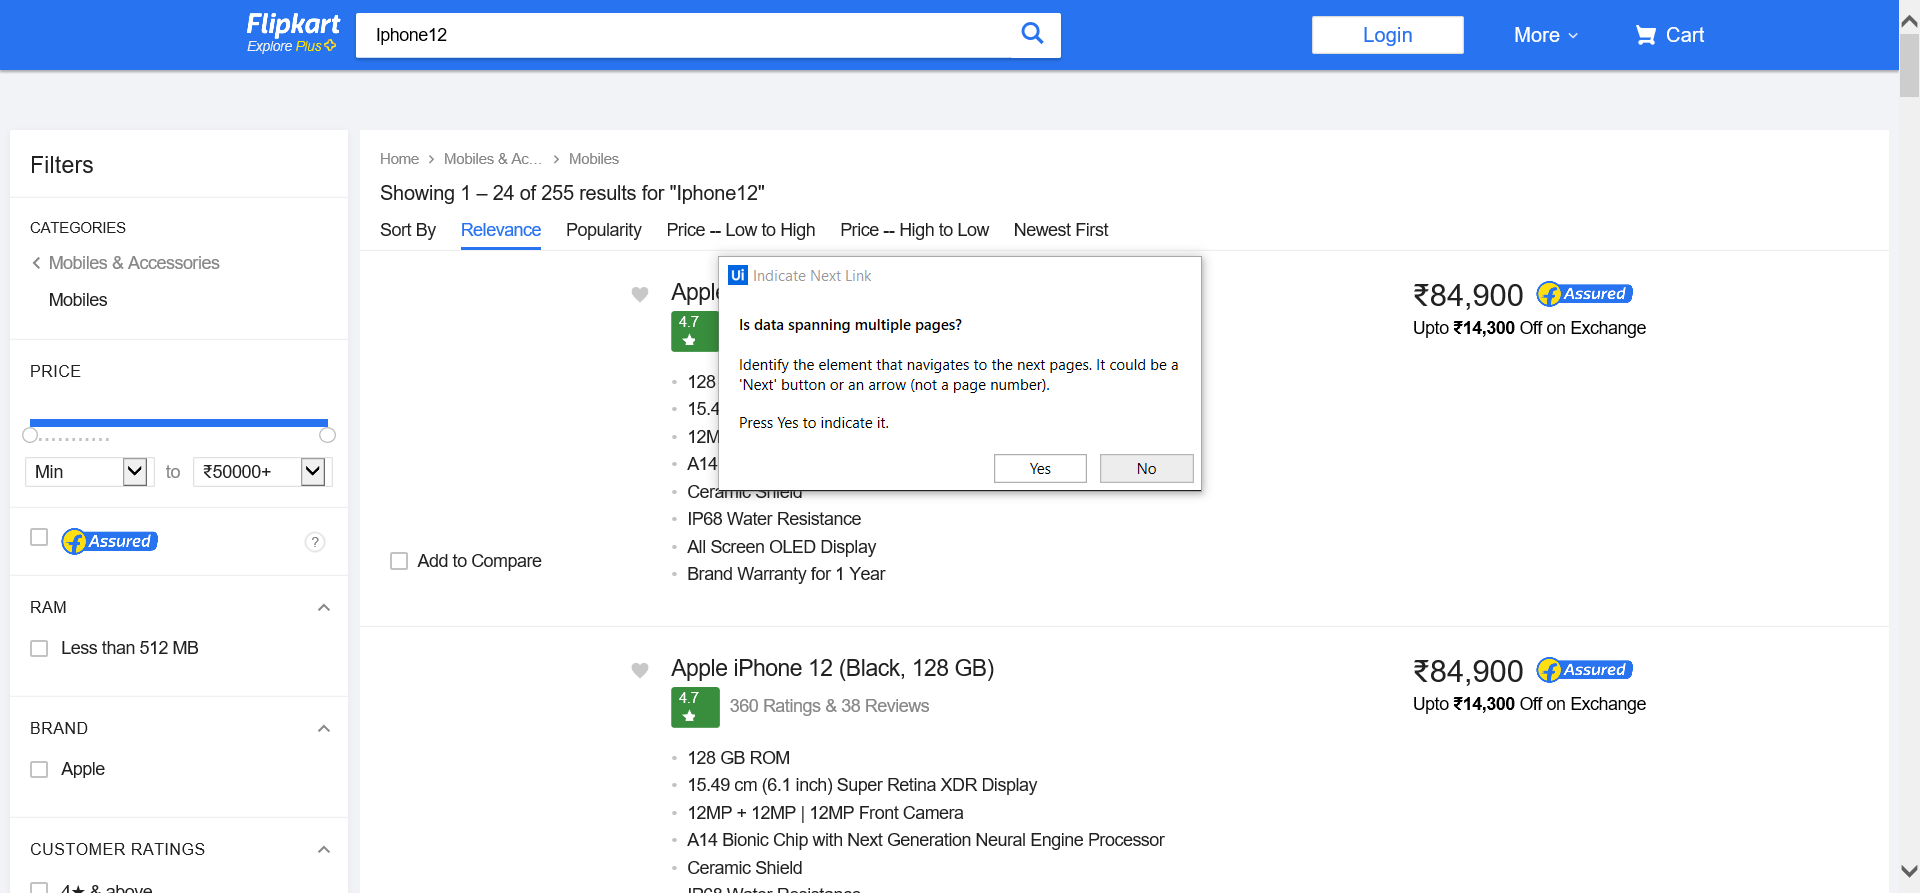 Flipkart
Explore Plus
Iphone12
Login
More
Cart
Filters
CATEGORIES
Mobiles & Accessories
Mobiles
PRICE
Min
to
₹50000+
Assured
?
RAM
Less than 512 MB
BRAND
Apple
CUSTOMER RATINGS
4★ & above
Home
Mobiles & Ac...
Mobiles
Showing 1 – 24 of 255 results for "Iphone12"
Sort By
Relevance
Popularity
Price -- Low to High
Price -- High to Low
Newest First
Apple
4.7
128
15.4
12M
A14
Ceramic Shield
IP68 Water Resistance
All Screen OLED Display
Brand Warranty for 1 Year
Add to Compare
₹84,900
Assured
Upto ₹14,300 Off on Exchange
Ui Indicate Next Link
Is data spanning multiple pages?
Identify the element that navigates to the next pages. It could be a
'Next' button or an arrow (not a page number).
Press Yes to indicate it.
Yes
No
Apple iPhone 12 (Black, 128 GB)
4.7
360 Ratings & 38 Reviews
128 GB ROM
15.49 cm (6.1 inch) Super Retina XDR Display
12MP + 12MP | 12MP Front Camera
A14 Bionic Chip with Next Generation Neural Engine Processor
Ceramic Shield
IP68 Water Resistance
₹84,900
Assured
Upto ₹14,300 Off on Exchange